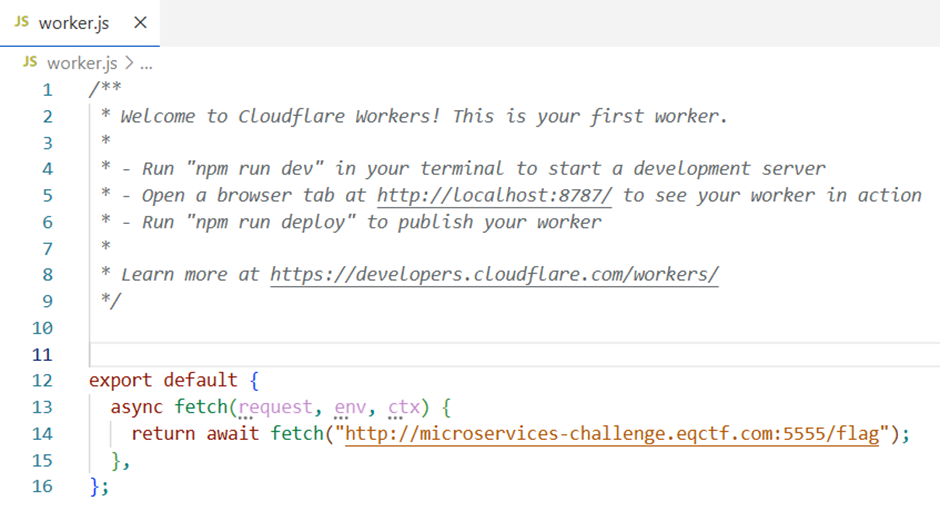 JS worker.js ×
JS worker.js > ...
1 /**
2  * Welcome to Cloudflare Workers! This is your first worker.
3  *
4  * - Run "npm run dev" in your terminal to start a development server
5  * - Open a browser tab at http://localhost:8787/ to see your worker in action
6  * - Run "npm run deploy" to publish your worker
7  *
8  * Learn more at https://developers.cloudflare.com/workers/
9  */
10
11
12 export default {
13   async fetch(request, env, ctx) {
14     return await fetch("http://microservices-challenge.eqctf.com:5555/flag");
15   },
16 };